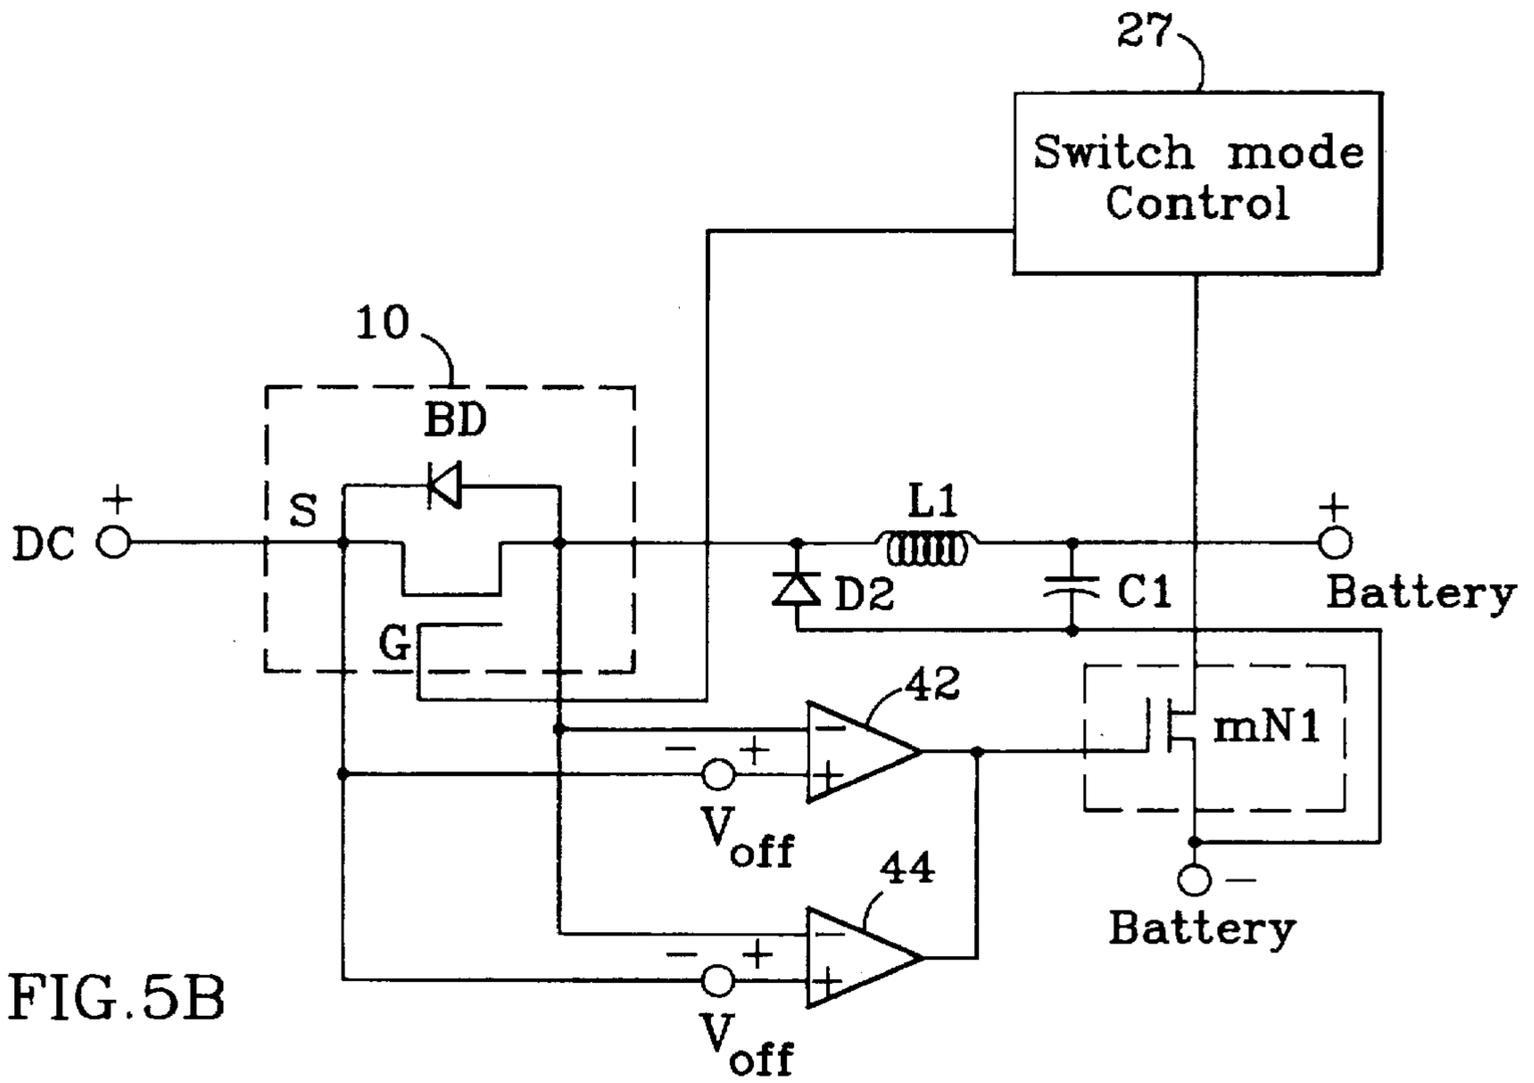 27
Switch mode
Control
10
BD
S
+
DC
L1
+
Battery
D2
C1
G
42
mN1
− +
−
+
V off
44
−
Battery
− +
−
+
V off
FIG.5B